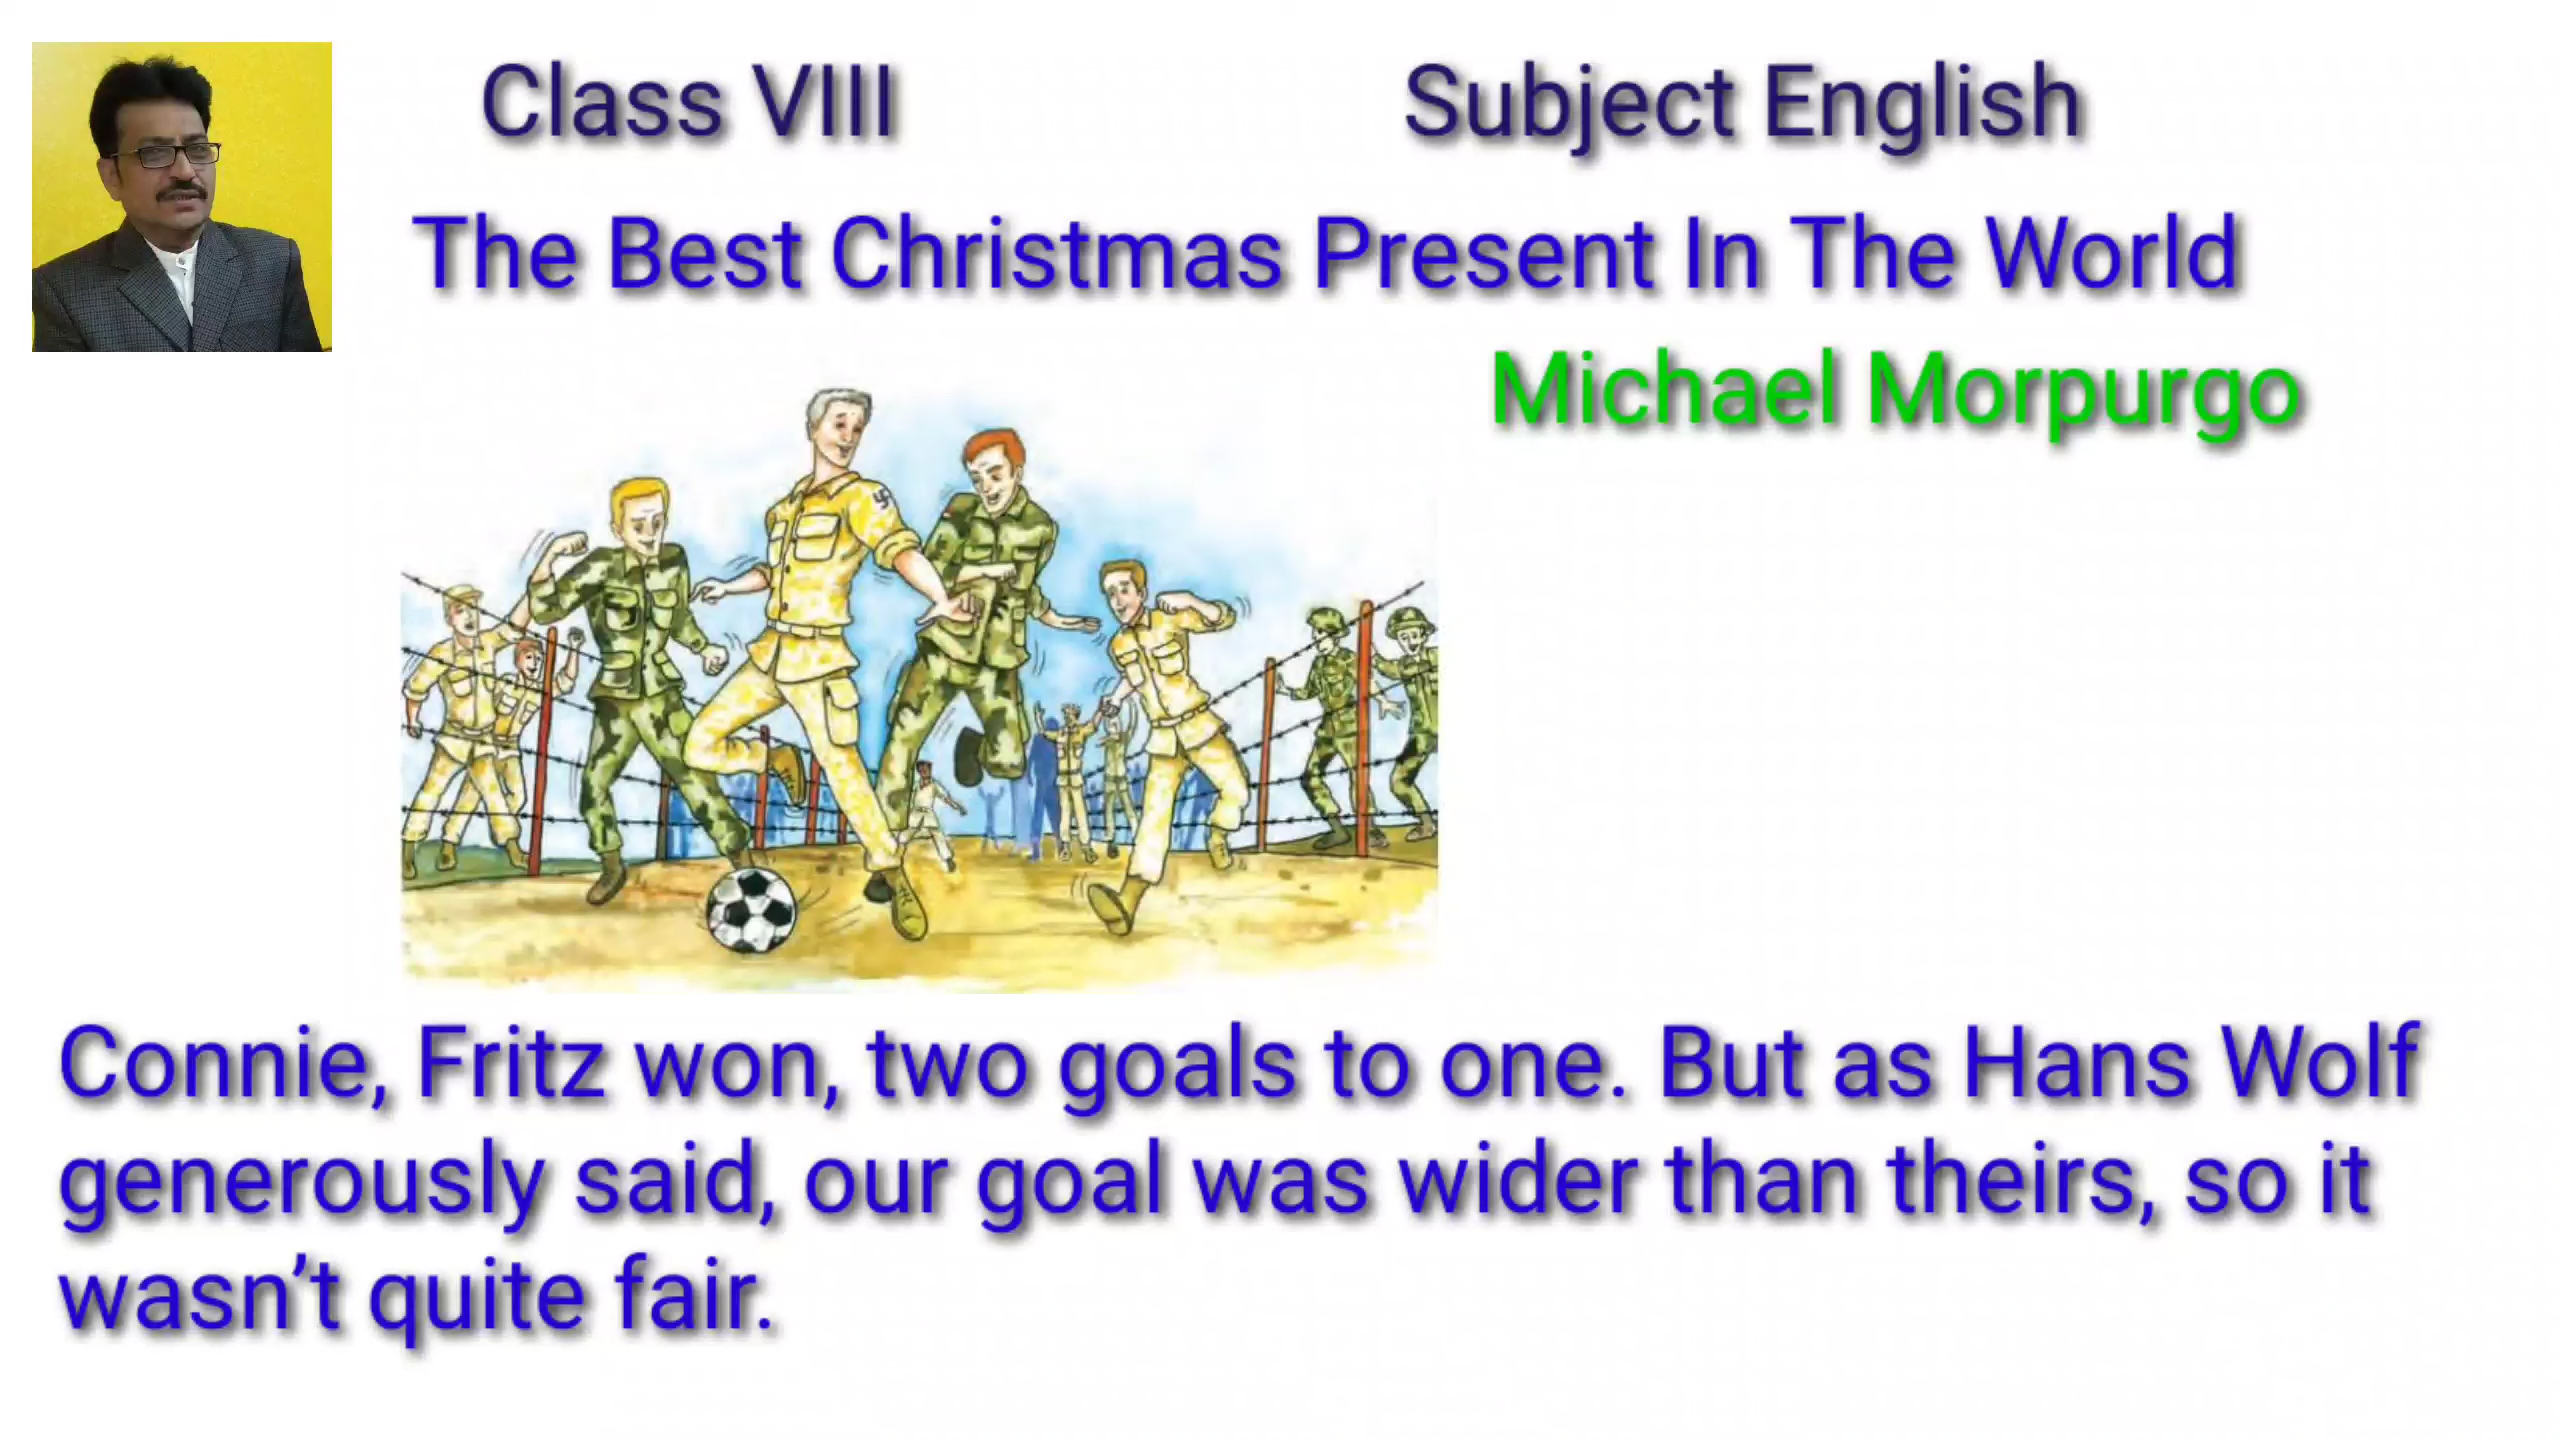 Class VIII Subject English
The Best Christmas Present In The World
Michael Morpurgo
Connie, Fritz won, two goals to one. But as Hans Wolf
generously said, our goal was wider than theirs, so it
wasn’t quite fair.